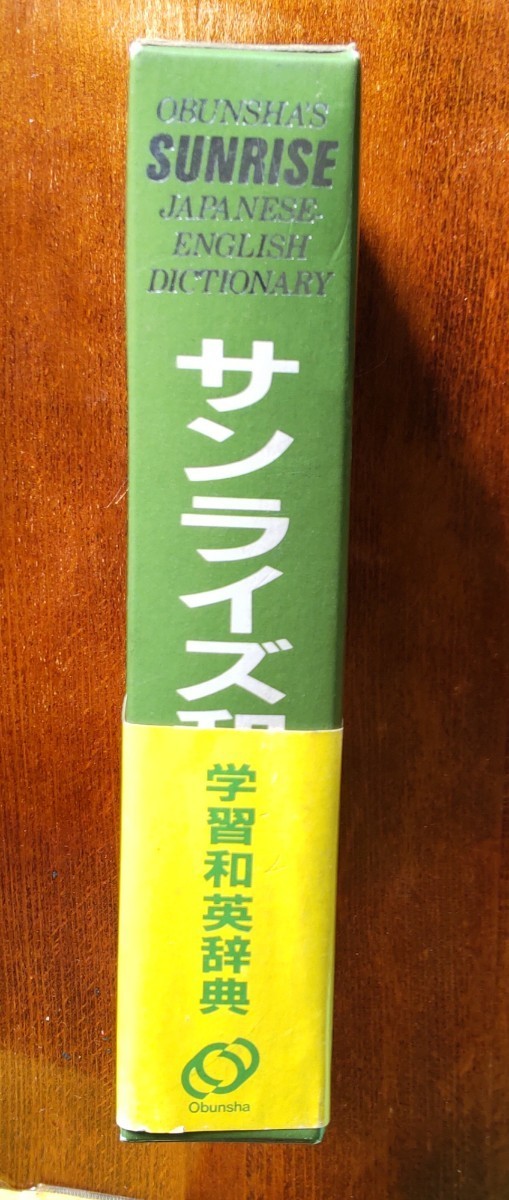 OBUNSHA'S
SUNRISE
JAPANESE-
ENGLISH
DICTIONARY
サンライズ
学習和英辞典
Obunsha